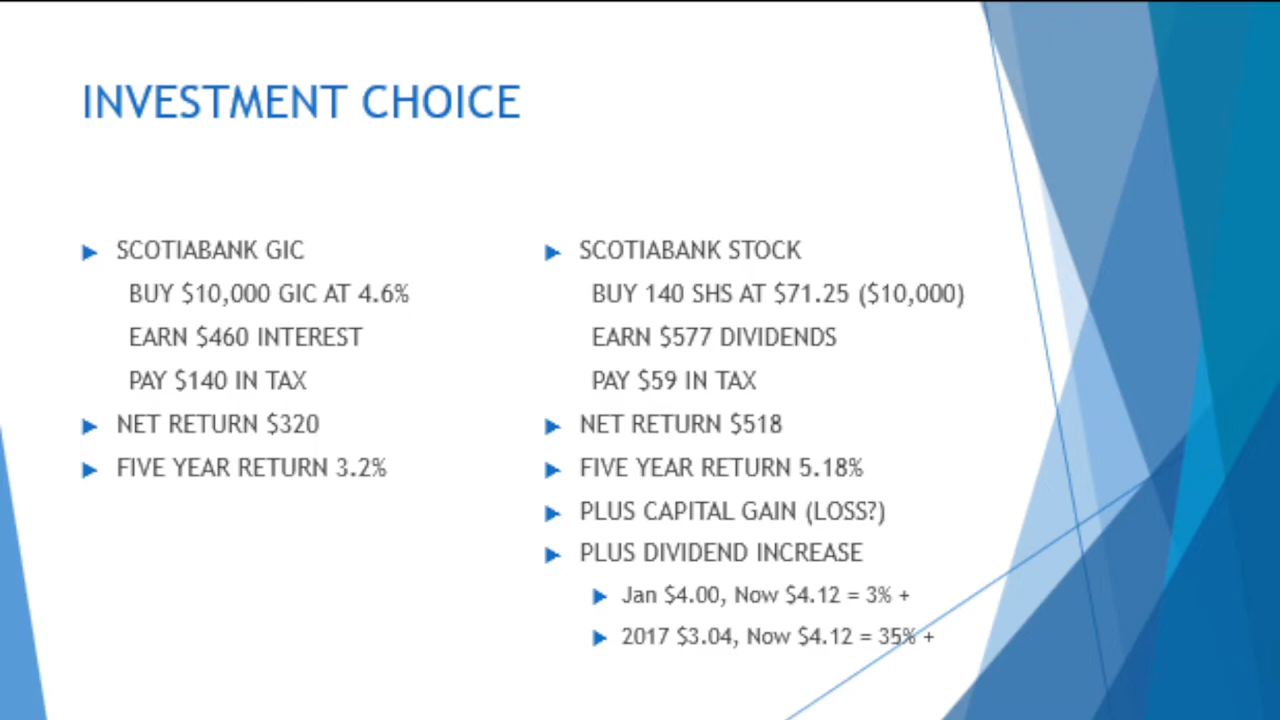 INVESTMENT CHOICE
SCOTIABANK GIC
BUY $10,000 GIC AT 4.6%
EARN $460 INTEREST
PAY $140 IN TAX
NET RETURN $320
FIVE YEAR RETURN 3.2%
SCOTIABANK STOCK
BUY 140 SHS AT $71.25 ($10,000)
EARN $577 DIVIDENDS
PAY $59 IN TAX
NET RETURN $518
FIVE YEAR RETURN 5.18%
PLUS CAPITAL GAIN (LOSS?)
PLUS DIVIDEND INCREASE
Jan $4.00, Now $4.12 = 3% +
2017 $3.04, Now $4.12 = 35% +